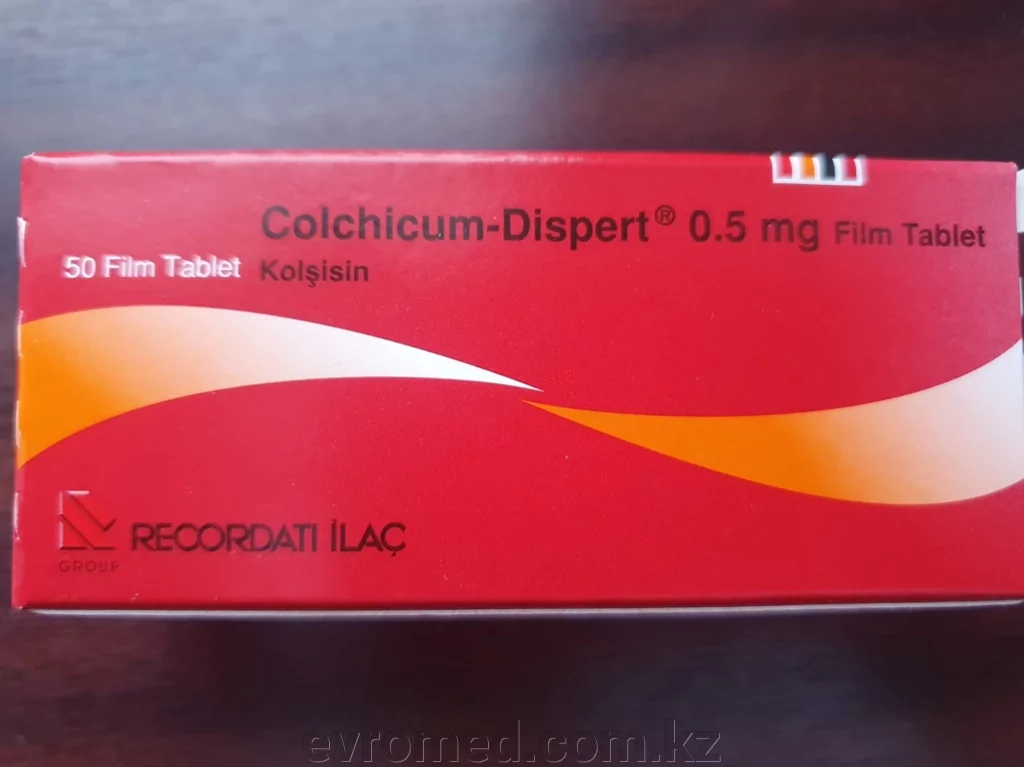 Colchicum-Dispert® 0.5 mg Film Tablet
50 Film Tablet Kolşisin
RECORDATI İLAÇ
GROUP
evromed.com.kz